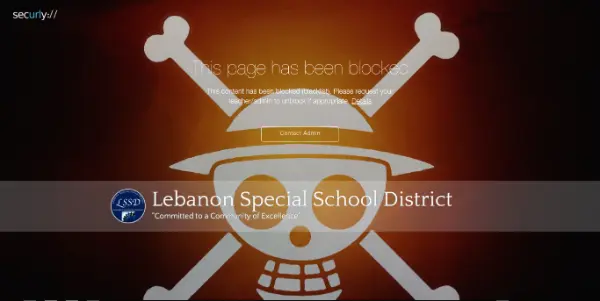 securly://
This page has been blocked
This content has been blocked (blacklist). Please request your
teacher/admin to unblock if appropriate. Details
Contact Admin
LSSD
Lebanon Special School District
"Committed to a Community of Excellence"